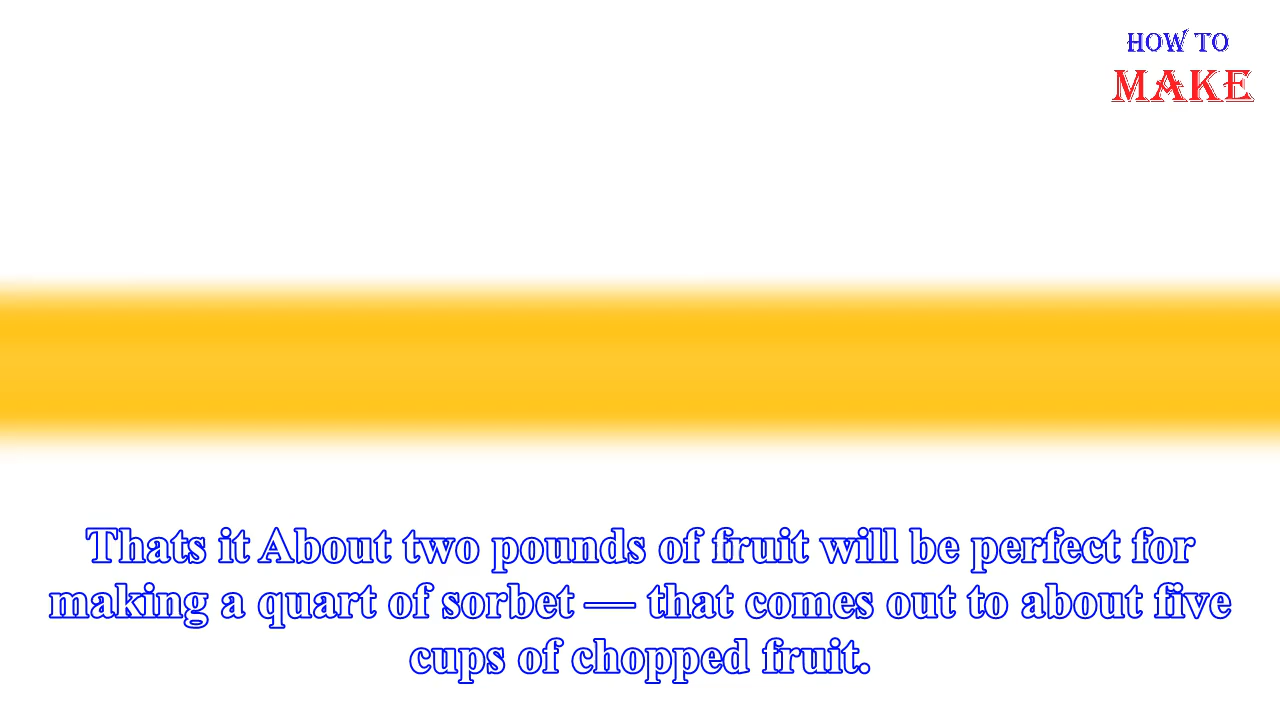 HOW TO
MAKE
Thats it About two pounds of fruit will be perfect for
making a quart of sorbet — that comes out to about five
cups of chopped fruit.